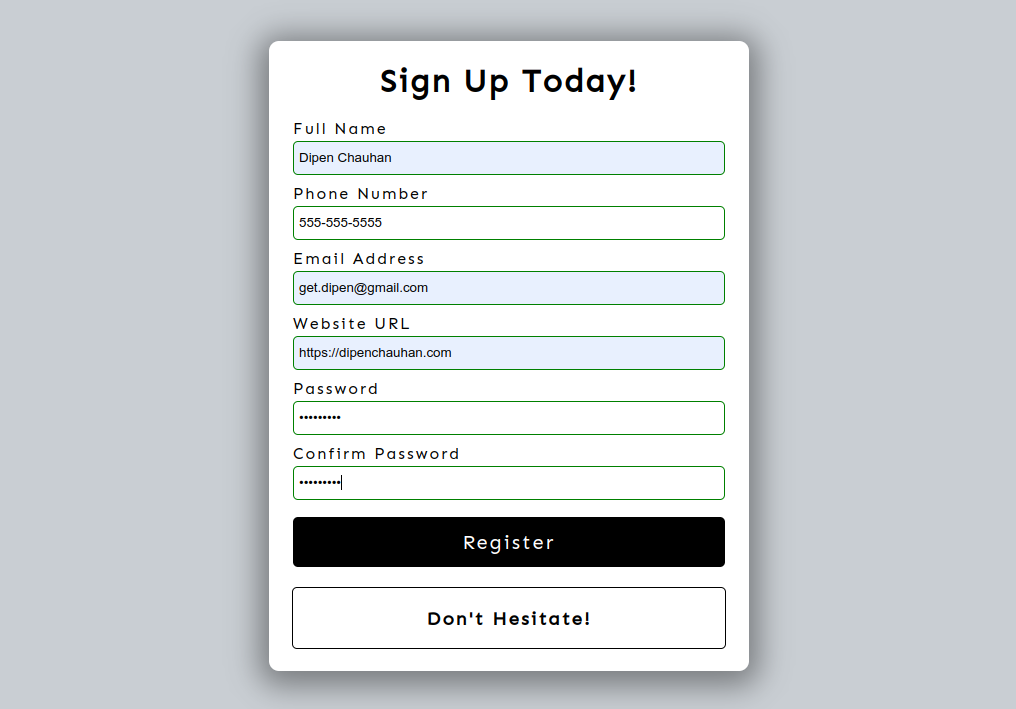 Sign Up Today!
Full Name
Dipen Chauhan
Phone Number
555-555-5555
Email Address
get.dipen@gmail.com
Website URL
https://dipenchauhan.com
Password
•••••••••
Confirm Password
•••••••••
Register
Don't Hesitate!